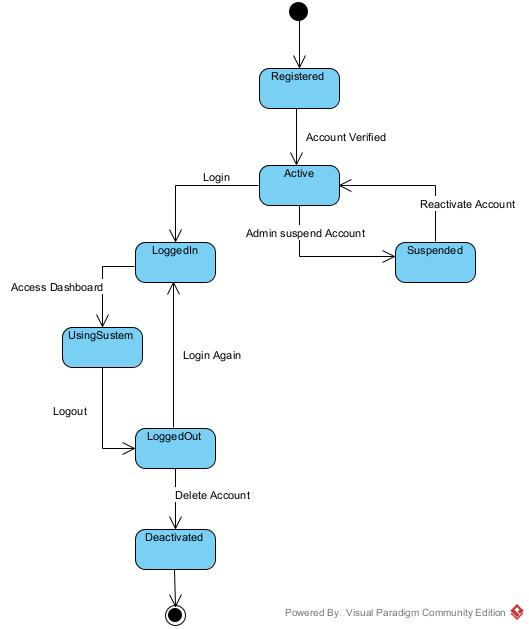 Registered
Account Verified
Active
Login
Reactivate Account
Admin suspend Account
LoggedIn
Suspended
Access Dashboard
UsingSustem
Login Again
Logout
LoggedOut
Delete Account
Deactivated
Powered By Visual Paradigm Community Edition